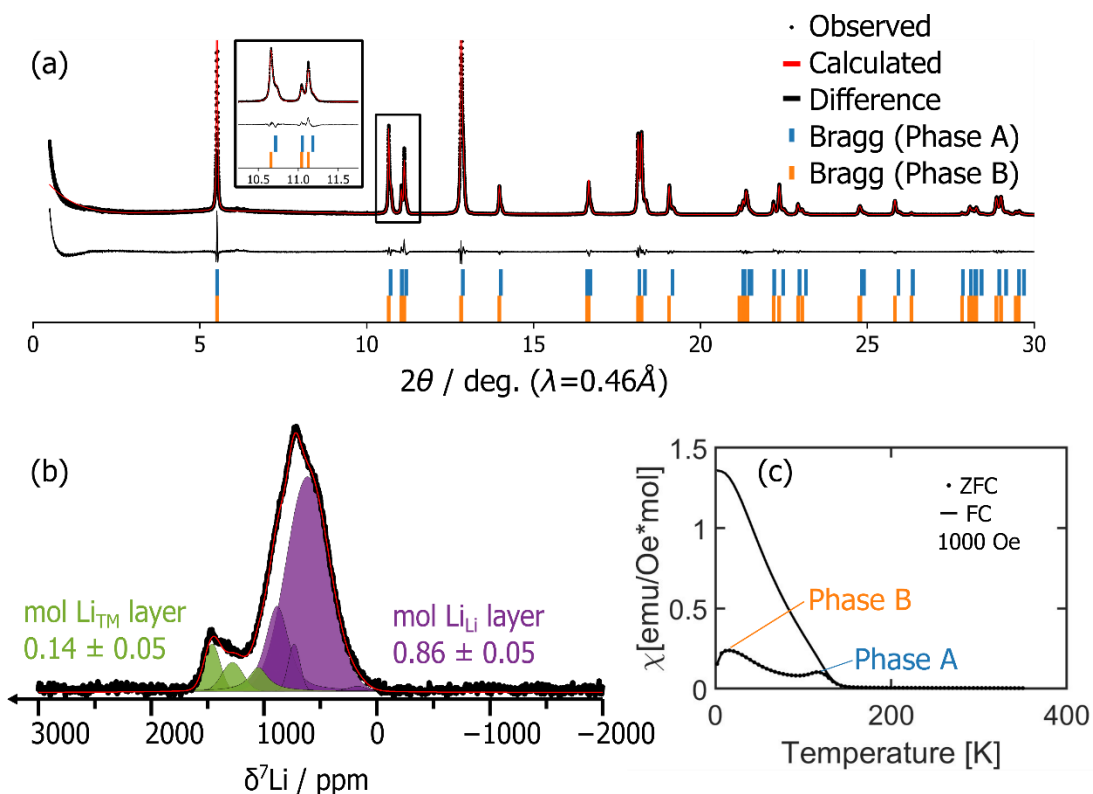 (a)
Observed
Calculated
Difference
Bragg (Phase A)
Bragg (Phase B)
10.5 11.0 11.5
0 5 10 15 20 25 30
2θ / deg. (λ=0.46Å)
(b)
mol Li_TM layer
0.14 ± 0.05
mol Li_Li layer
0.86 ± 0.05
3000 2000 1000 0 −1000 −2000
δ⁷Li / ppm
(c)
ZFC
FC
1000 Oe
Phase B
Phase A
1.5
1
0.5
0
χ[emu/Oe*mol]
0 200 400
Temperature [K]